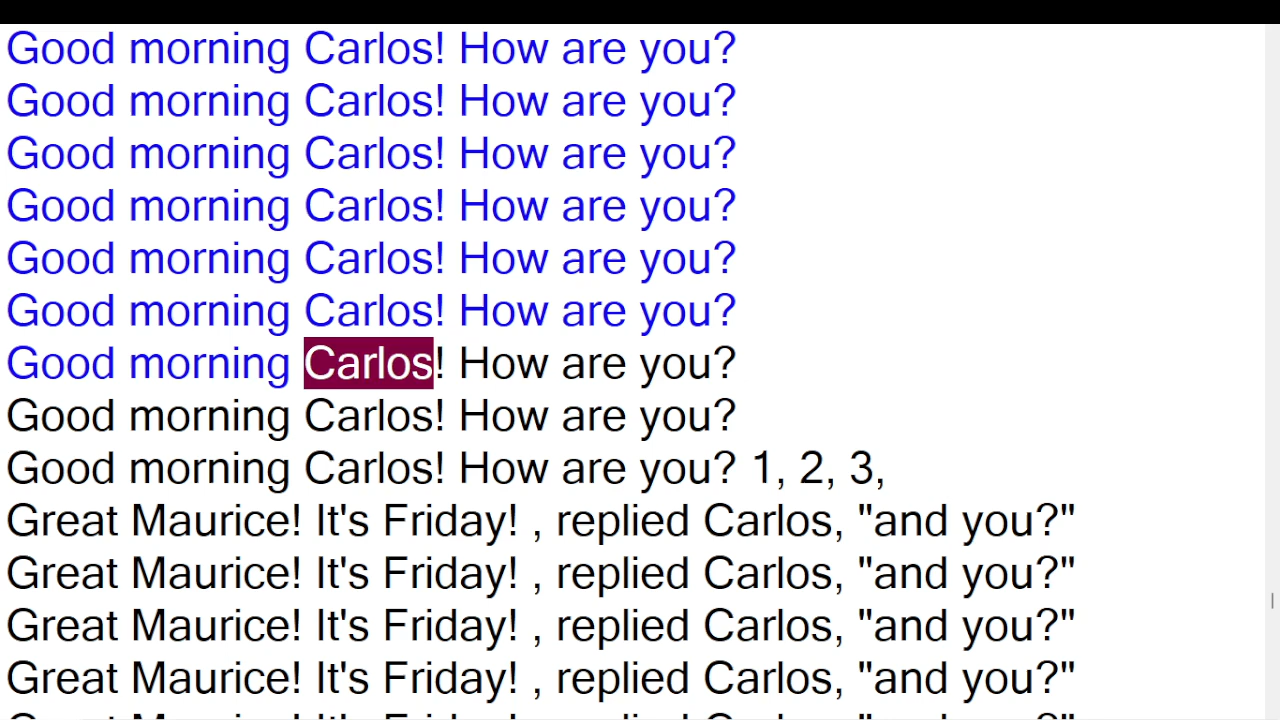 Good morning Carlos! How are you?
Good morning Carlos! How are you?
Good morning Carlos! How are you?
Good morning Carlos! How are you?
Good morning Carlos! How are you?
Good morning Carlos! How are you?
Good morning Carlos! How are you?
Good morning Carlos! How are you?
Good morning Carlos! How are you? 1, 2, 3,
Great Maurice! It's Friday! , replied Carlos, "and you?"
Great Maurice! It's Friday! , replied Carlos, "and you?"
Great Maurice! It's Friday! , replied Carlos, "and you?"
Great Maurice! It's Friday! , replied Carlos, "and you?"